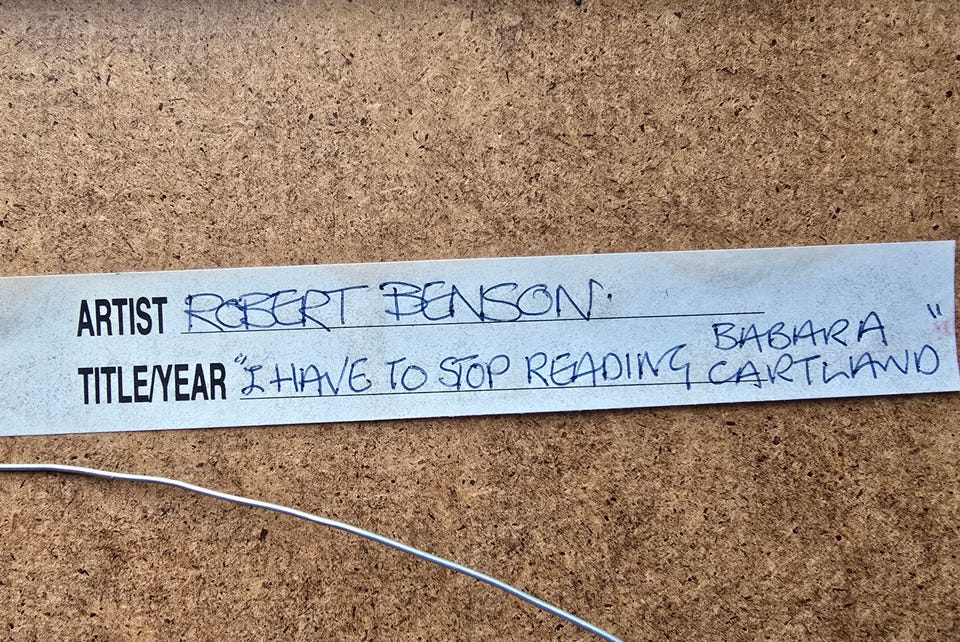 ARTIST ROBERT BENSON.
TITLE/YEAR "I HAVE TO STOP READING BABARA
CARTLAND"